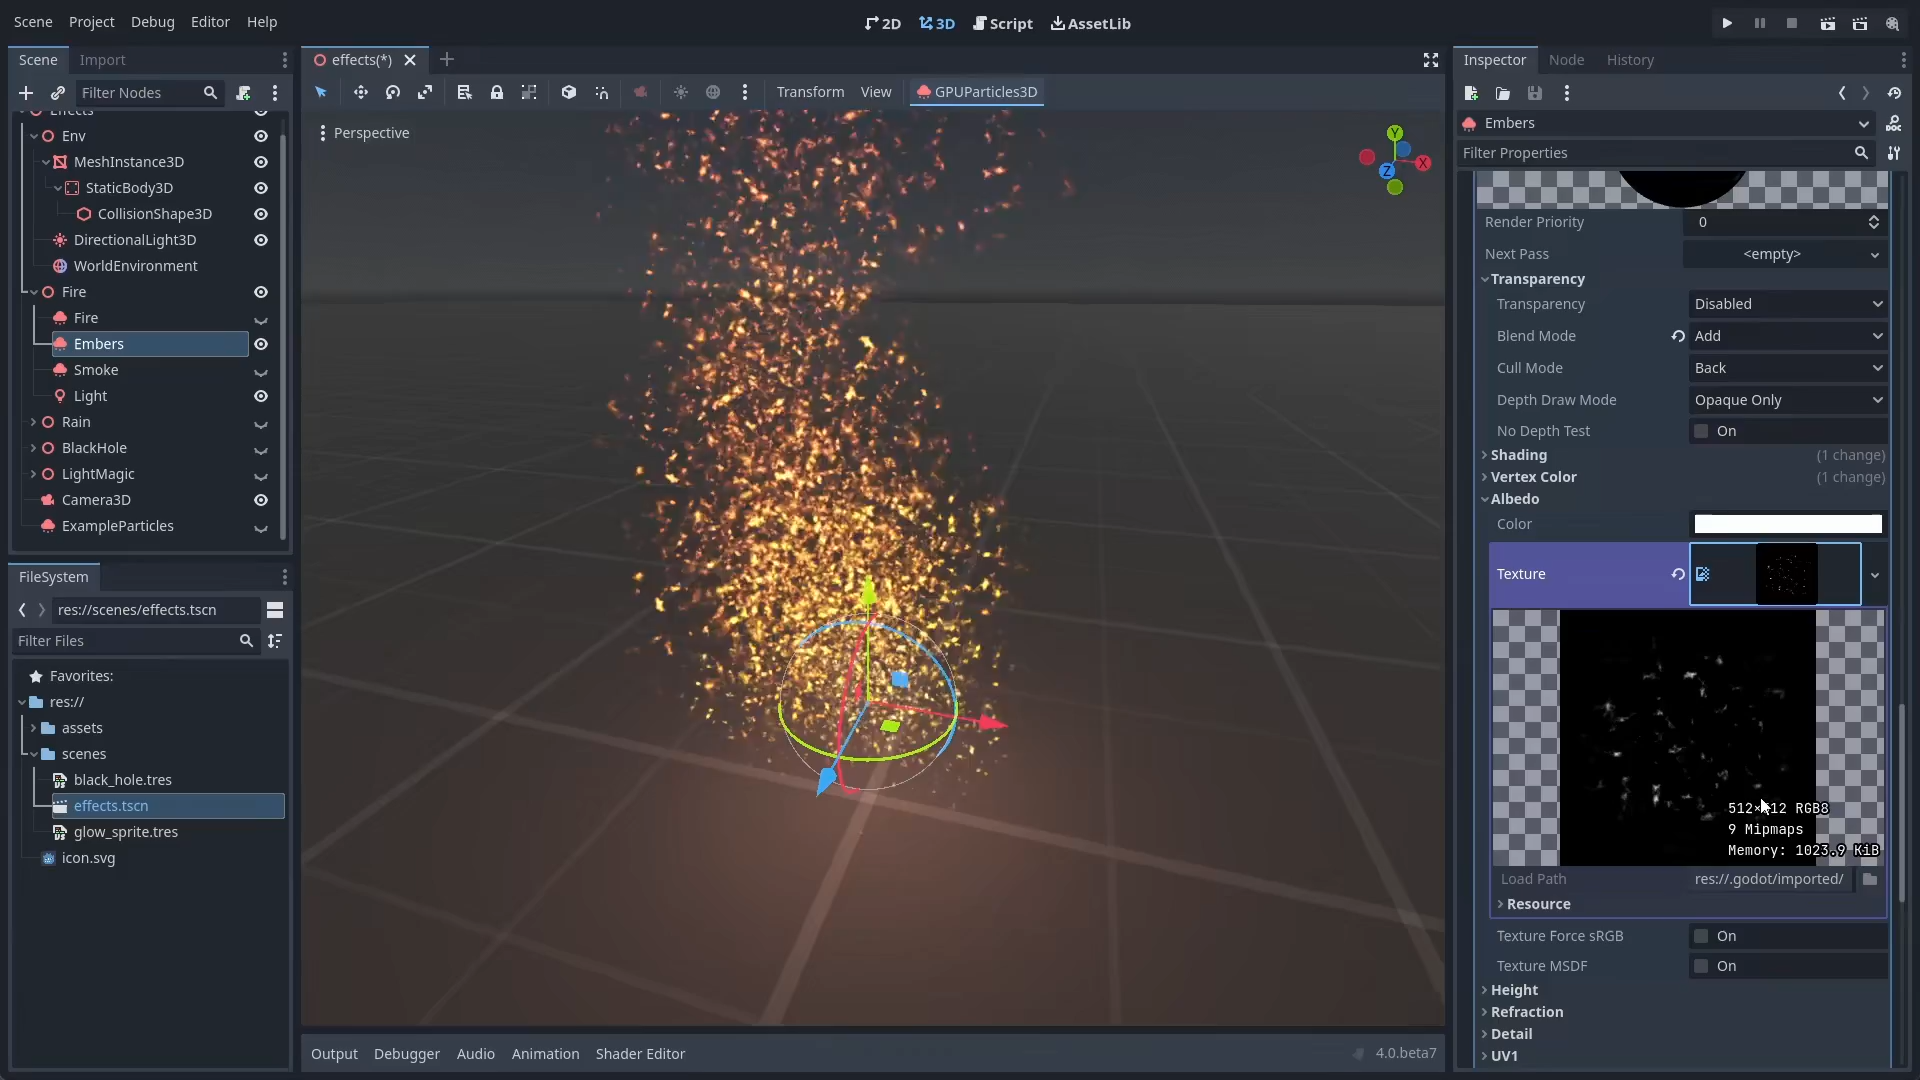 Scene Project Debug Editor Help
2D 3D Script AssetLib
Scene Import
Filter Nodes
Effects
Env
MeshInstance3D
StaticBody3D
CollisionShape3D
DirectionalLight3D
WorldEnvironment
Fire
Fire
Embers
Smoke
Light
Rain
BlackHole
LightMagic
Camera3D
ExampleParticles
FileSystem
res://scenes/effects.tscn
Filter Files
Favorites:
res://
assets
scenes
black_hole.tres
effects.tscn
glow_sprite.tres
icon.svg
effects(*)
Transform View GPUParticles3D
Perspective
Y
X
Z
Output Debugger Audio Animation Shader Editor 4.0.beta7
Inspector Node History
Embers
Filter Properties
Render Priority 0
Next Pass <empty>
Transparency
Transparency Disabled
Blend Mode Add
Cull Mode Back
Depth Draw Mode Opaque Only
No Depth Test On
Shading (1 change)
Vertex Color (1 change)
Albedo
Color
Texture
512×512 RGB8
9 Mipmaps
Memory: 1023.9 KiB
Load Path res://.godot/imported/
Resource
Texture Force sRGB On
Texture MSDF On
Height
Refraction
Detail
UV1